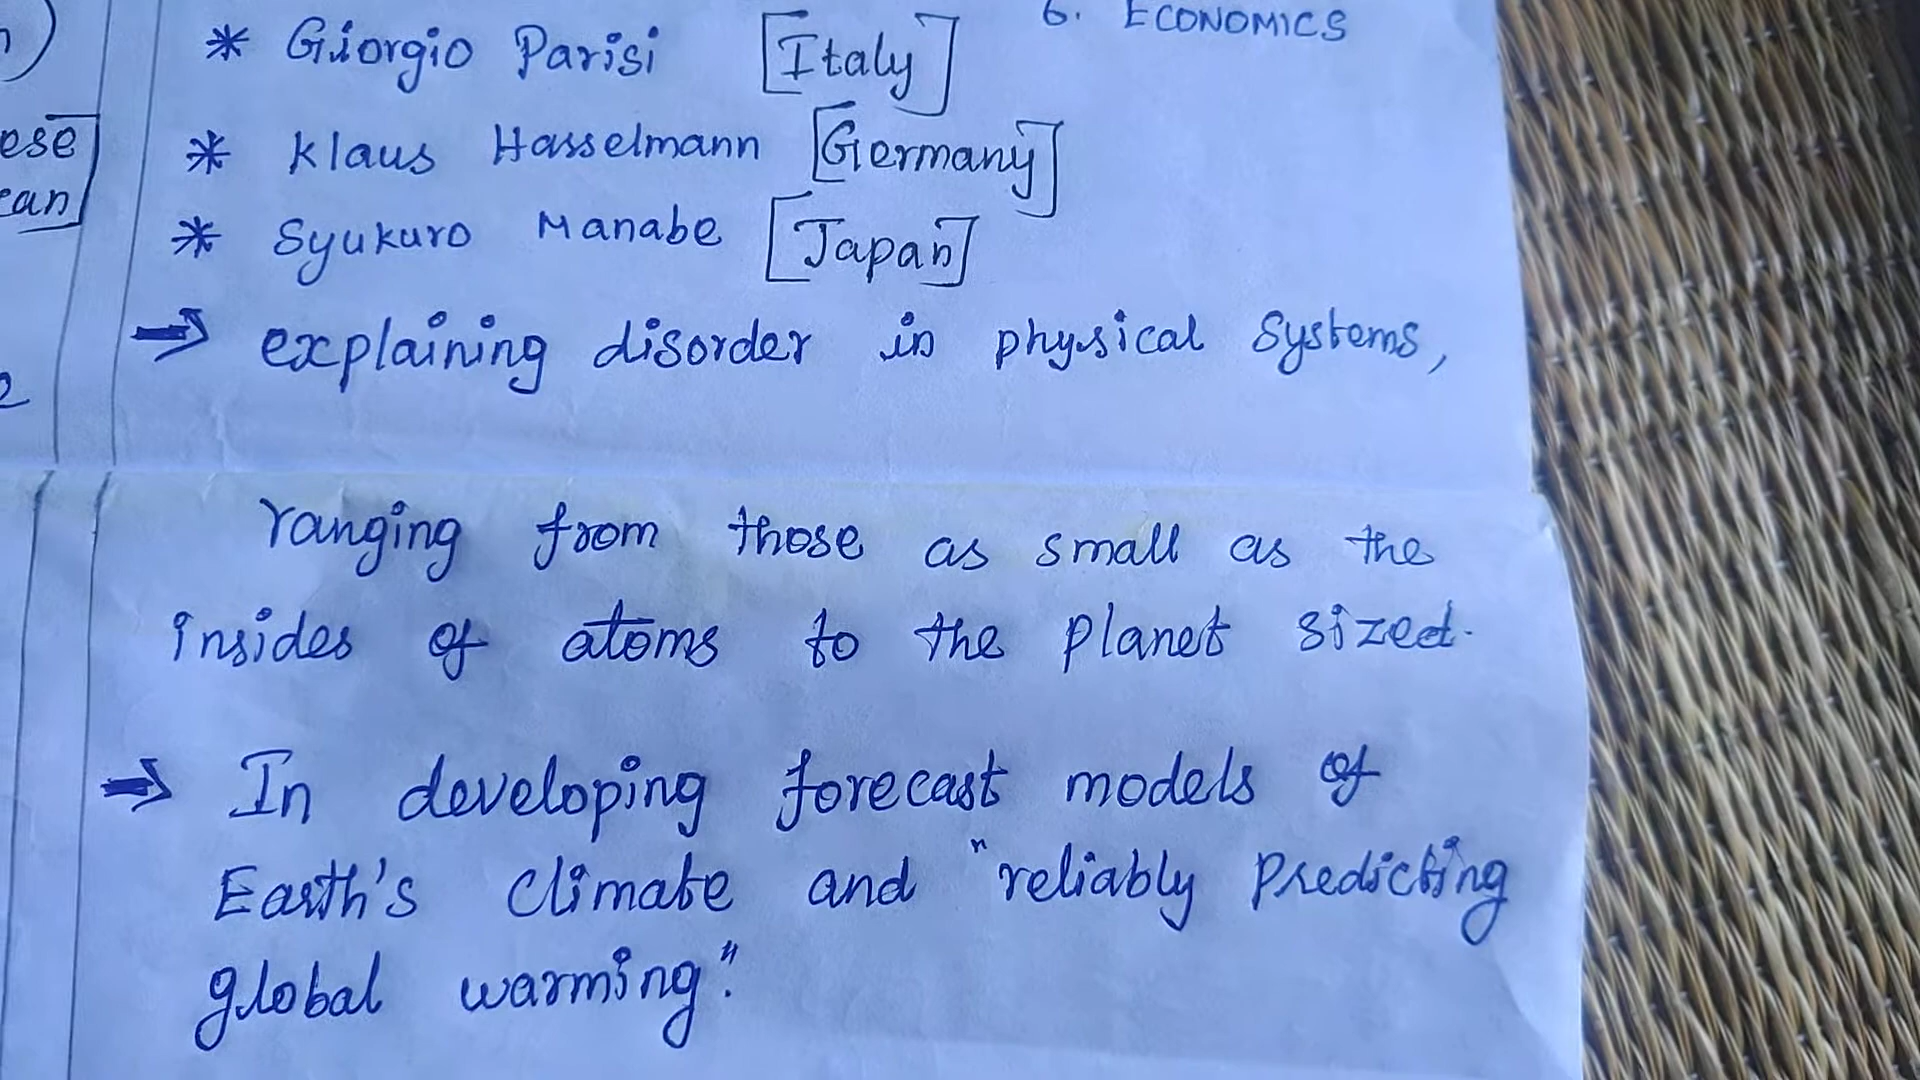 6. ECONOMICS
* Giorgio Parisi [Italy]
* Klaus Hasselmann [Germany]
* Syukuro Manabe [Japan]
⇒ explaining disorder in physical systems,
ranging from those as small as the
insides of atoms to the planet sized.
⇒ In developing forecast models of
Earth's climate and "reliably predicting
global warming".
ese
can]